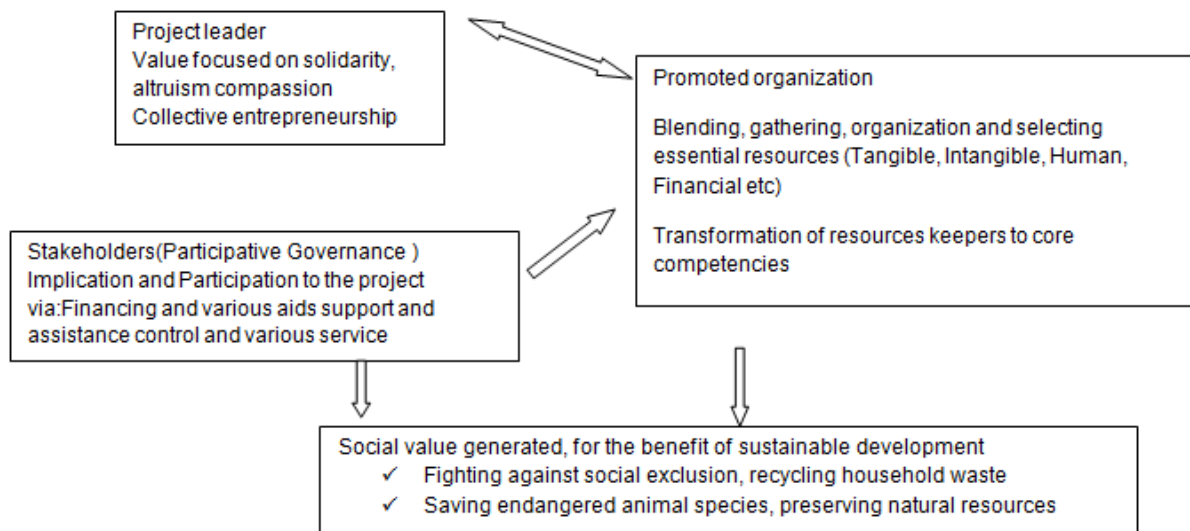 Project leader
Value focused on solidarity,
altruism compassion
Collective entrepreneurship
Promoted organization
Blending, gathering, organization and selecting
essential resources (Tangible, Intangible, Human,
Financial etc)
Transformation of resources keepers to core
competencies
Stakeholders(Participative Governance )
Implication and Participation to the project
via:Financing and various aids support and
assistance control and various service
Social value generated, for the benefit of sustainable development
✓ Fighting against social exclusion, recycling household waste
✓ Saving endangered animal species, preserving natural resources